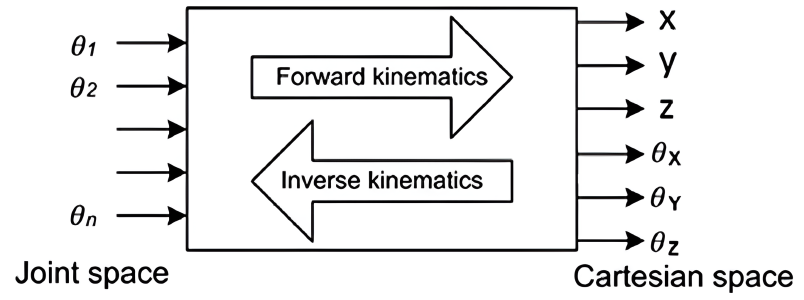 θ1
θ2
θn
Joint space
Forward kinematics
Inverse kinematics
x
y
z
θX
θY
θZ
Cartesian space